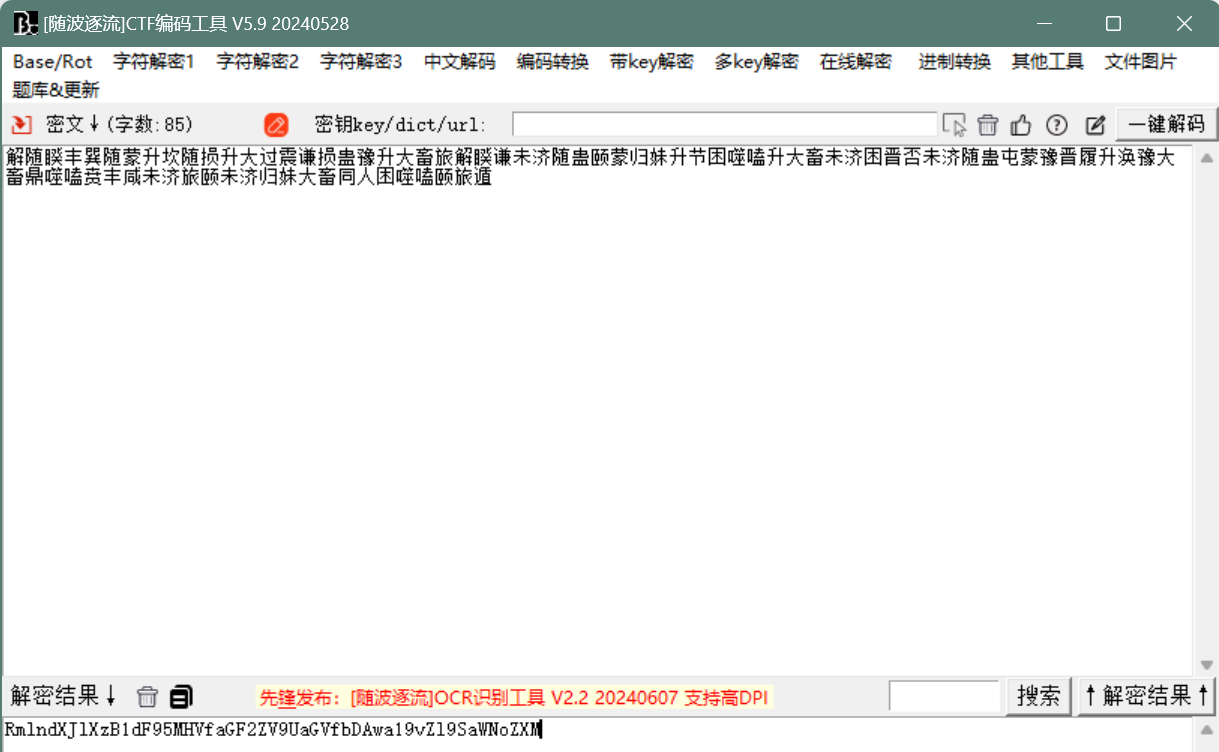 [随波逐流]CTF编码工具 V5.9 20240528
Base/Rot 字符解密1 字符解密2 字符解密3 中文解码 编码转换 带key解密 多key解密 在线解密 进制转换 其他工具 文件图片
题库&更新
密文↓(字数:85) 密钥key/dict/url: 一键解码
解随睽丰巽随蒙升坎随损升大过震谦损蛊豫升大畜旅解睽谦未济随蛊颐蒙归妹升节困噬嗑升大畜未济困晋否未济随蛊屯蒙豫晋履升涣豫大
畜鼎噬嗑贲丰咸未济旅颐未济归妹大畜同人困噬嗑颐旅遁
解密结果↓ 先锋发布：[随波逐流]OCR识别工具 V2.2 20240607 支持高DPI 搜索 ↑解密结果↑
RmlndXJlXzB1dF95MHVfaGF2ZV9UaGVfbDAwa19vZl9SaWNoZXM